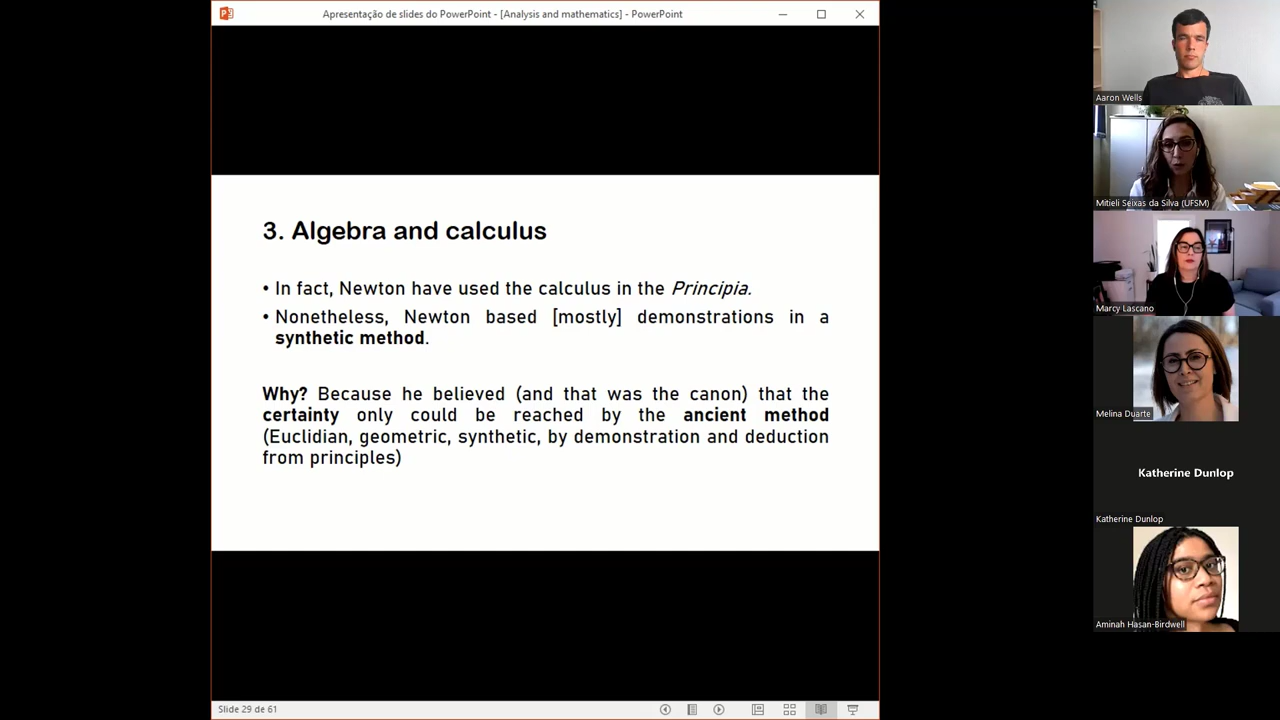 Apresentação de slides do PowerPoint - [Analysis and mathematics] - PowerPoint
3. Algebra and calculus
• In fact, Newton have used the calculus in the Principia.
• Nonetheless, Newton based [mostly] demonstrations in a
synthetic method.
Why? Because he believed (and that was the canon) that the
certainty only could be reached by the ancient method
(Euclidian, geometric, synthetic, by demonstration and deduction
from principles)
Slide 29 de 61
Aaron Wells
Mitieli Seixas da Silva (UFSM)
Marcy Lascano
Melina Duarte
Katherine Dunlop
Katherine Dunlop
Aminah Hasan-Birdwell